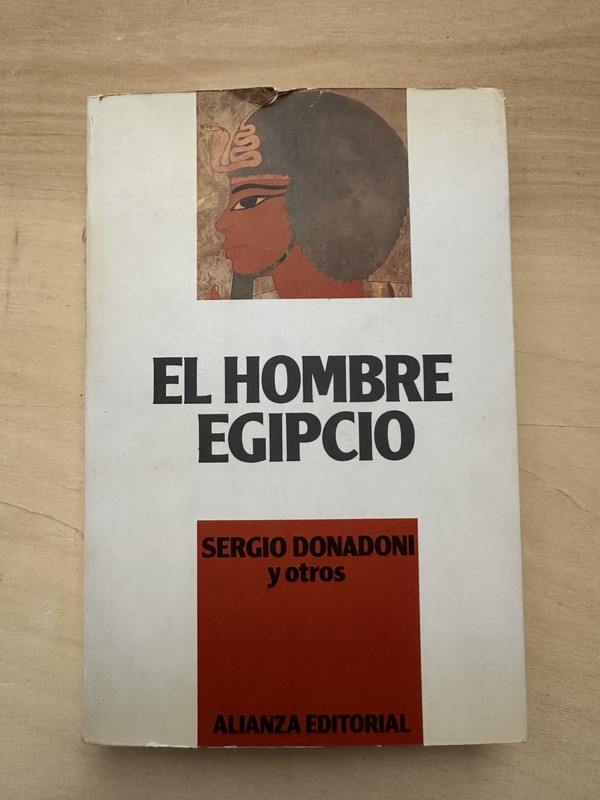 EL HOMBRE
EGIPCIO
SERGIO DONADONI
y otros
ALIANZA EDITORIAL